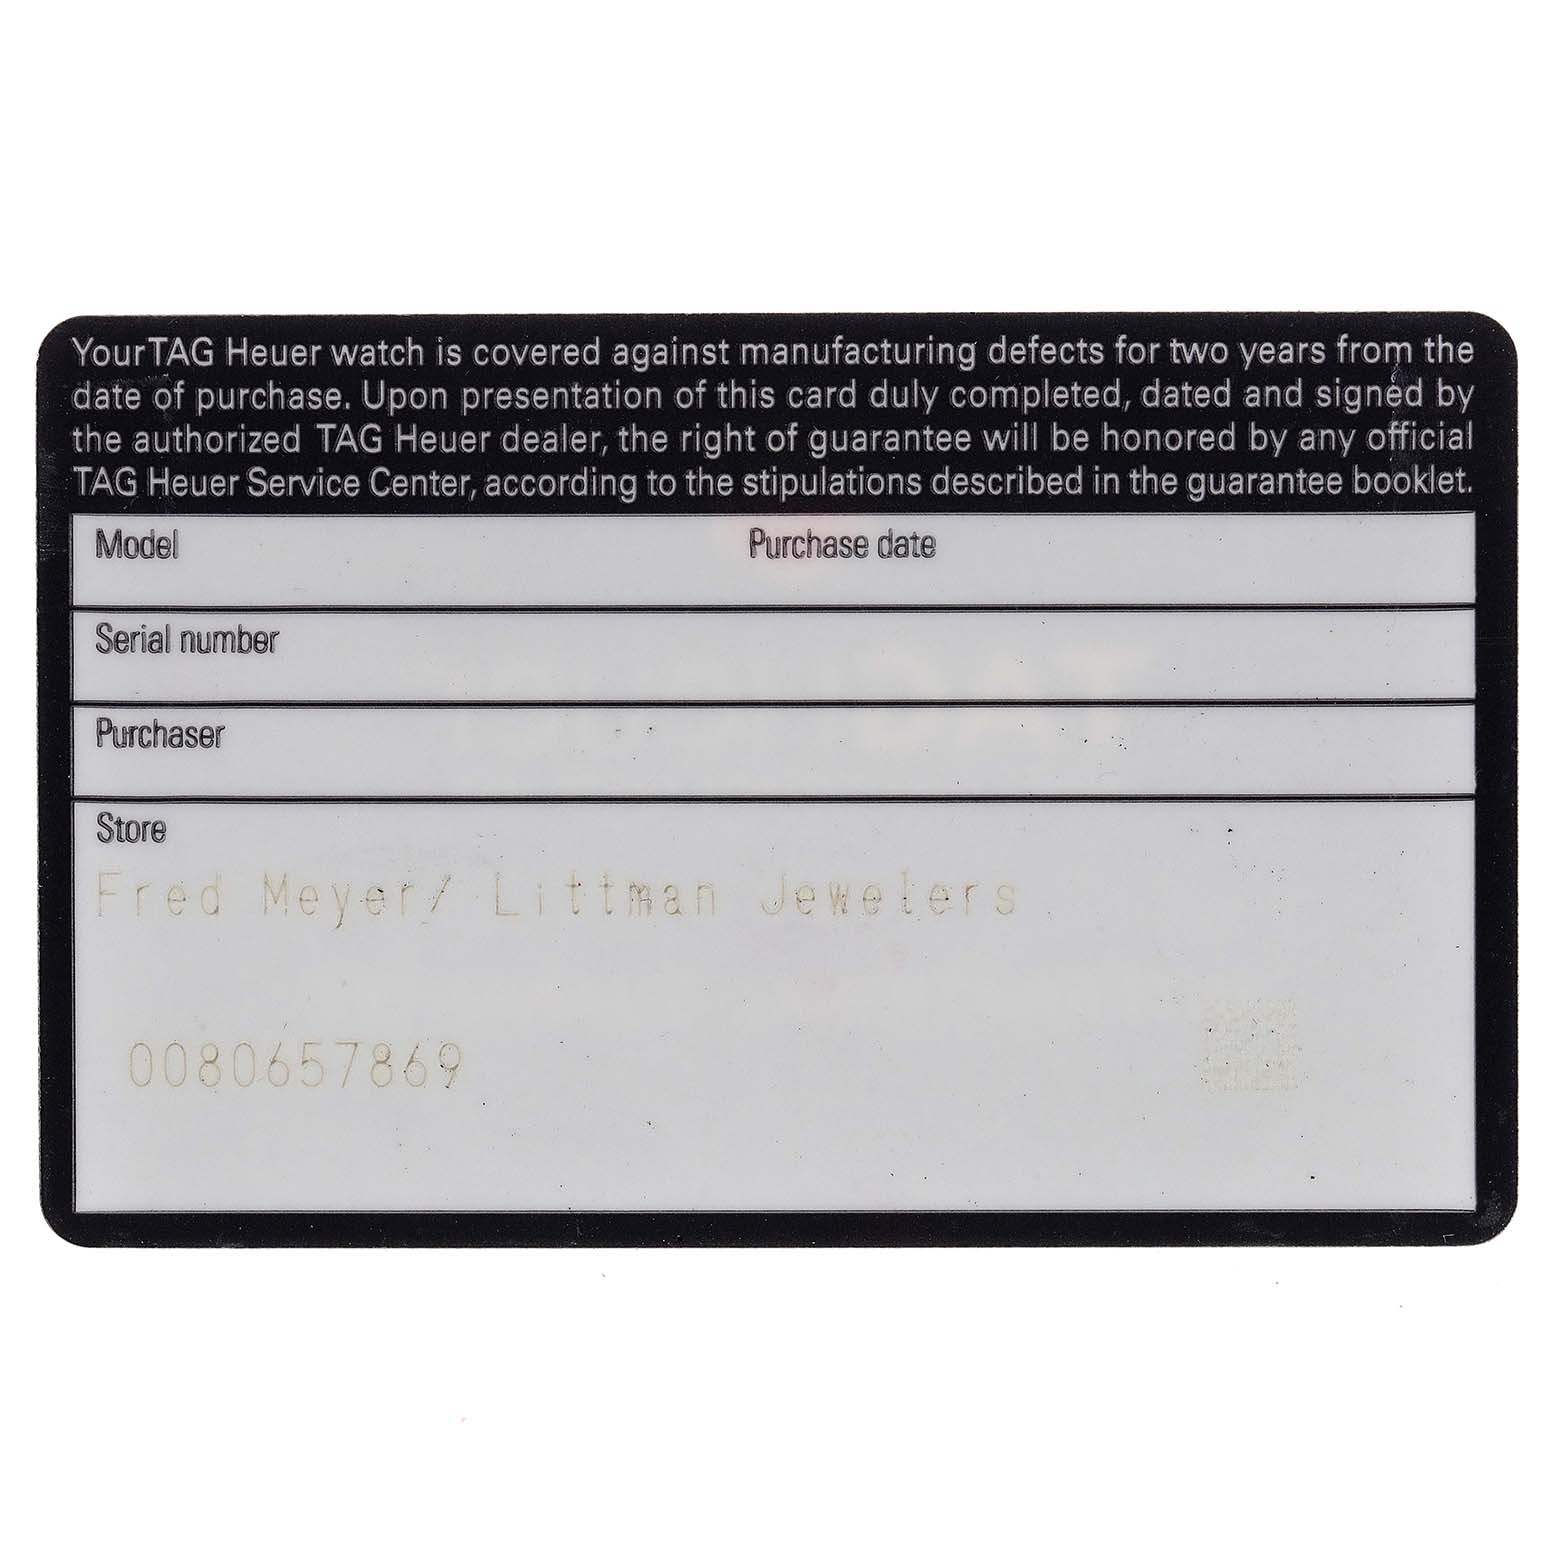 Your TAG Heuer watch is covered against manufacturing defects for two years from the
date of purchase. Upon presentation of this card duly completed, dated and signed by
the authorized TAG Heuer dealer, the right of guarantee will be honored by any official
TAG Heuer Service Center, according to the stipulations described in the guarantee booklet.
Model Purchase date
Serial number
Purchaser
Store
Fred Meyer/ Littman Jewelers
0080657869